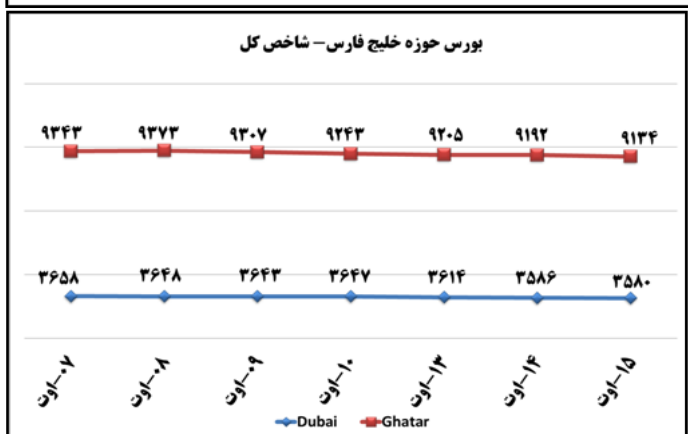 بورس حوزه خلیج فارس– شاخص کل
۹۳۴۳ ۹۳۷۳ ۹۳۰۷ ۹۲۴۳ ۹۲۰۵ ۹۱۹۲ ۹۱۳۴
۳۶۵۸ ۳۶۴۸ ۳۶۴۳ ۳۶۴۷ ۳۶۱۴ ۳۵۸۶ ۳۵۸۰
۰۷-اوت ۰۸-اوت ۰۹-اوت ۱۰-اوت ۱۳-اوت ۱۴-اوت ۱۵-اوت
Dubai Ghatar